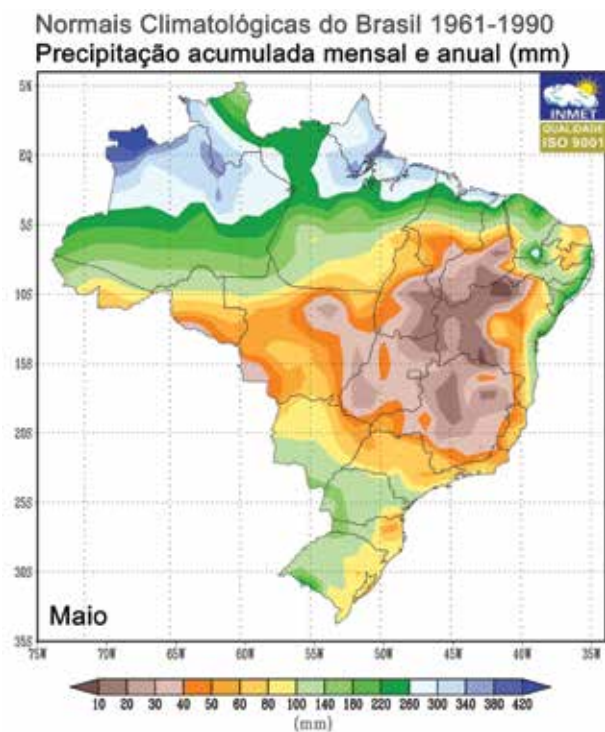 Normais Climatológicas do Brasil 1961-1990
Precipitação acumulada mensal e anual (mm)
INMET
QUALIDADE
ISO 9001
5N
EQ
5S
10S
15S
20S
25S
30S
35S
Maio
75W 70W 65W 60W 55W 50W 45W 40W 35W
10 20 30 40 50 60 80 100 140 180 220 260 300 340 380 420
(mm)